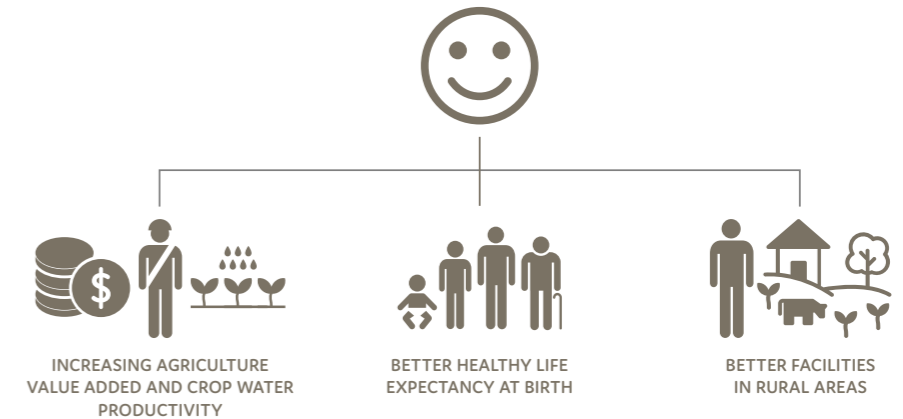 $
INCREASING AGRICULTURE
VALUE ADDED AND CROP WATER
PRODUCTIVITY
BETTER HEALTHY LIFE
EXPECTANCY AT BIRTH
BETTER FACILITIES
IN RURAL AREAS